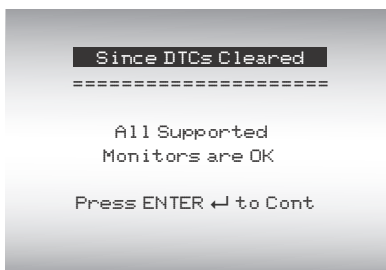 Since DTCs Cleared
=====================
All Supported
Monitors are OK
Press ENTER ↵ to Cont